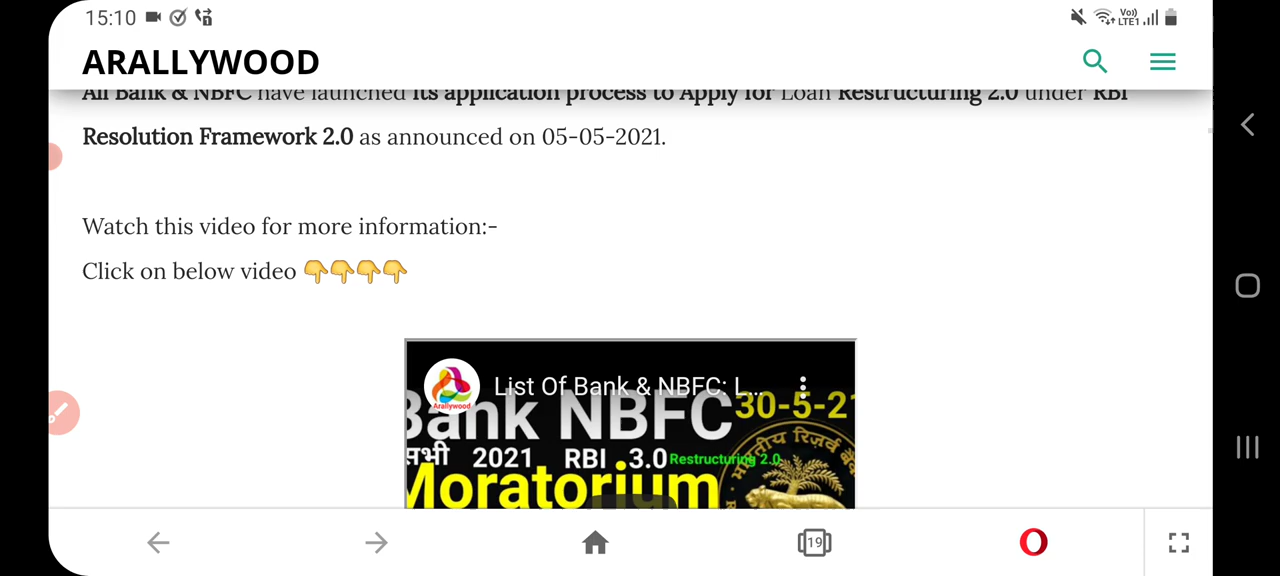 15:10
Vo)) LTE1
ARALLYWOOD
All Bank & NBFC have launched its application process to Apply for Loan Restructuring 2.0 under RBI
Resolution Framework 2.0 as announced on 05-05-2021.
Watch this video for more information:-
Click on below video 👇👇👇👇
List Of Bank & NBFC: L...
Arallywood
Bank NBFC 30-5-21
सभी 2021 RBI 3.0 Restructuring 2.0
Moratorium
19